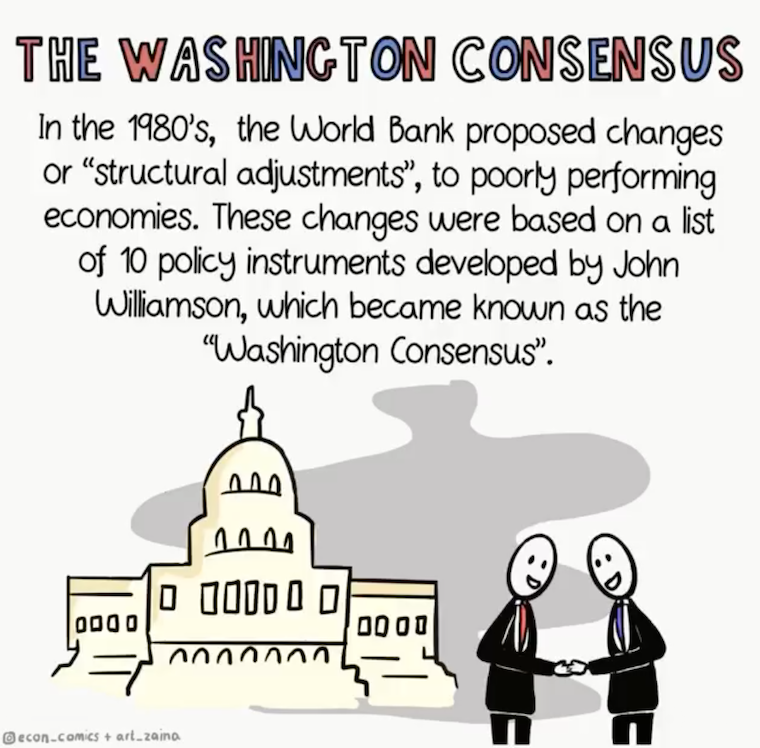 THE WASHINGTON CONSENSUS
In the 1980's, the World Bank proposed changes
or “structural adjustments”, to poorly performing
economies. These changes were based on a list
of 10 policy instruments developed by John
Williamson, which became known as the
“Washington Consensus”.
@econ_comics + art_zaina